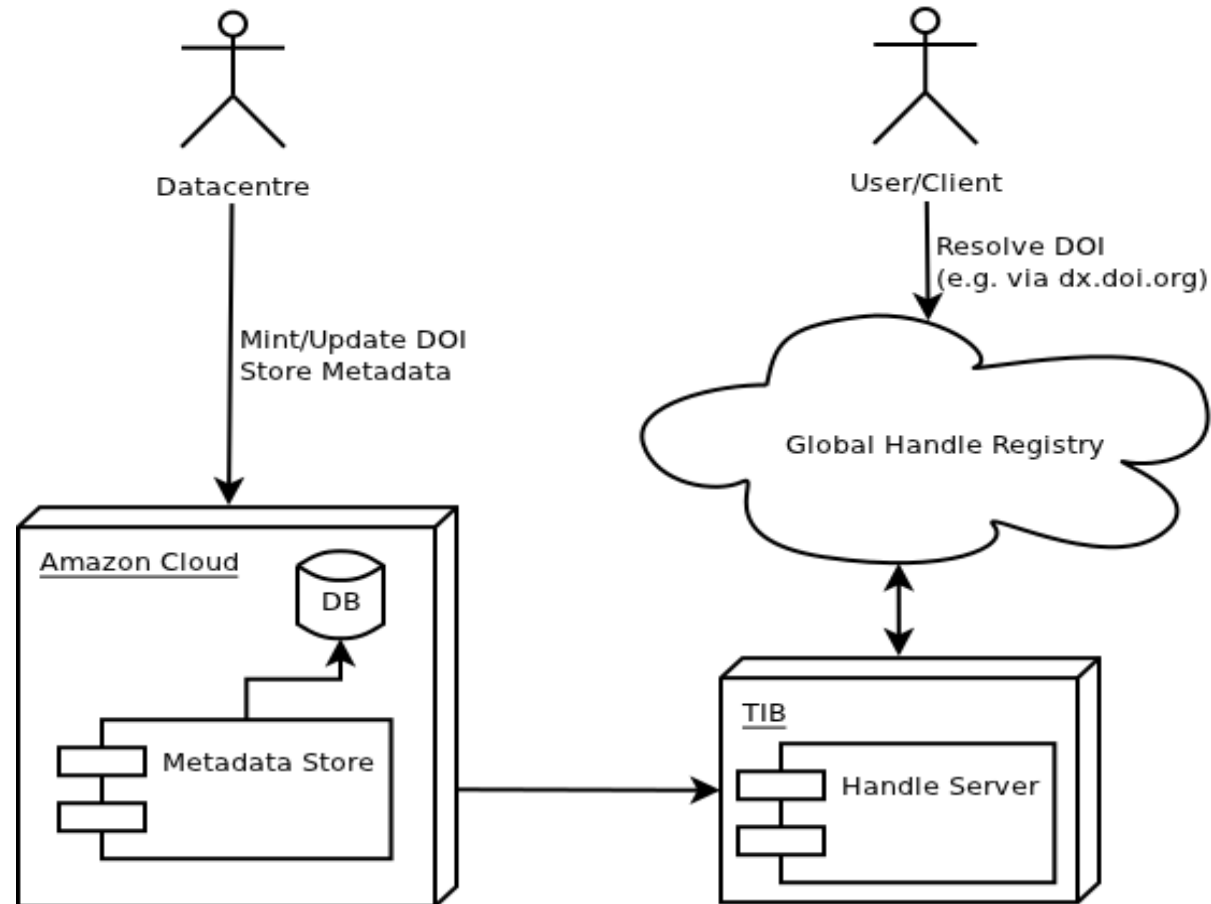 Datacentre
User/Client
Resolve DOI
(e.g. via dx.doi.org)
Mint/Update DOI
Store Metadata
Global Handle Registry
Amazon Cloud
DB
Metadata Store
TIB
Handle Server